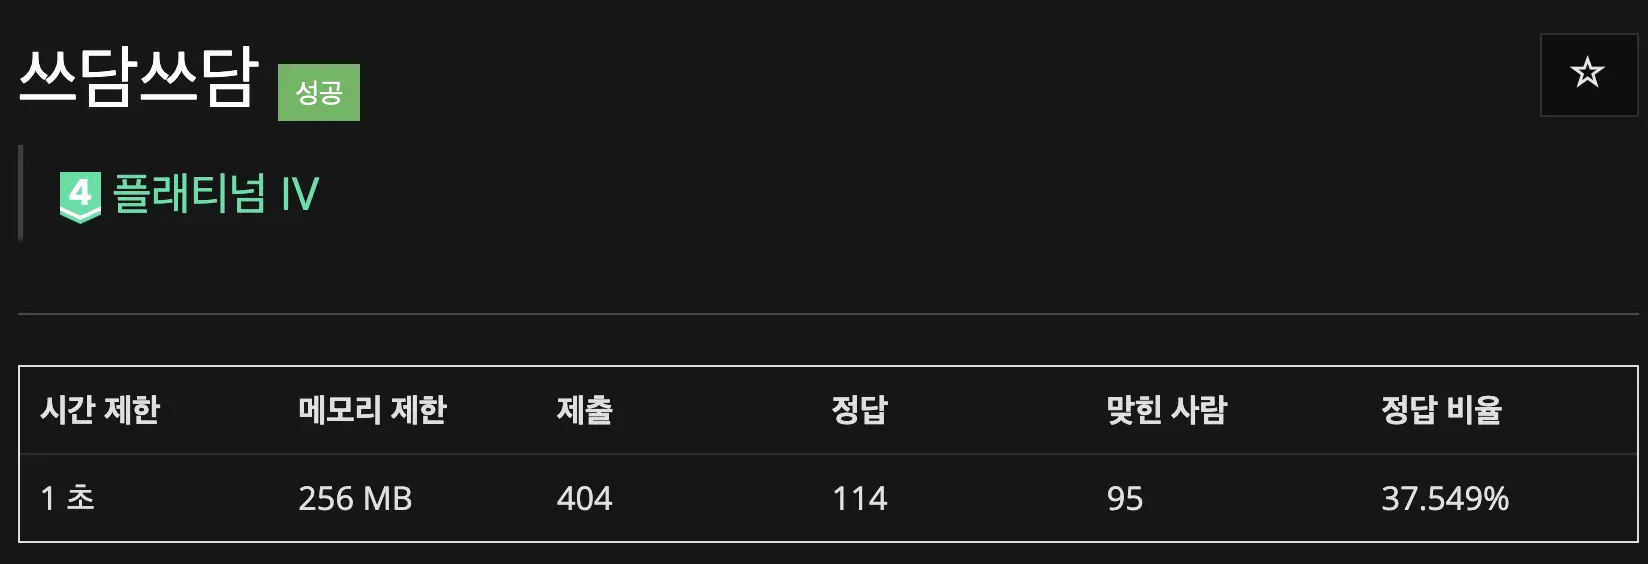 쓰담쓰담 성공
4 플래티넘 IV
시간 제한 메모리 제한 제출 정답 맞힌 사람 정답 비율
1 초 256 MB 404 114 95 37.549%